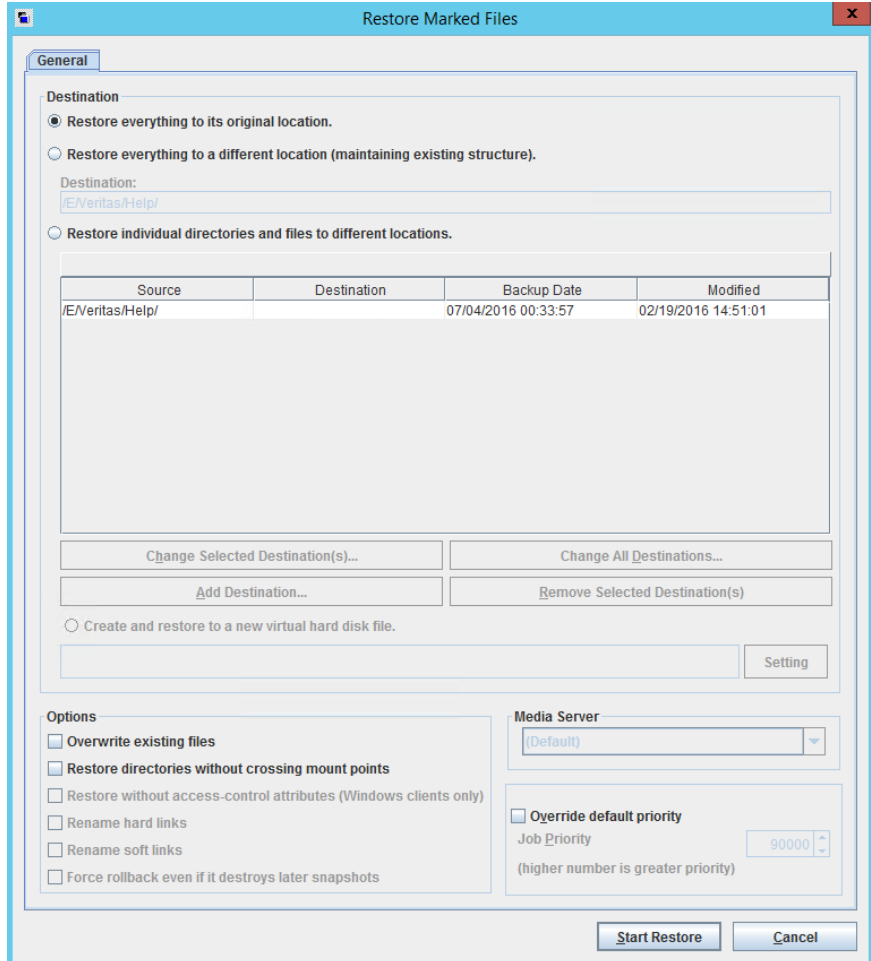 Restore Marked Files
x
General
Destination
Restore everything to its original location.
Restore everything to a different location (maintaining existing structure).
Destination:
/E/Veritas/Help/
Restore individual directories and files to different locations.
Source Destination Backup Date Modified
/E/Veritas/Help/ 07/04/2016 00:33:57 02/19/2016 14:51:01
Change Selected Destination(s)... Change All Destinations...
Add Destination... Remove Selected Destination(s)
Create and restore to a new virtual hard disk file.
Setting
Options
Overwrite existing files
Restore directories without crossing mount points
Restore without access-control attributes (Windows clients only)
Rename hard links
Rename soft links
Force rollback even if it destroys later snapshots
Media Server
(Default)
Override default priority
Job Priority 90000
(higher number is greater priority)
Start Restore Cancel